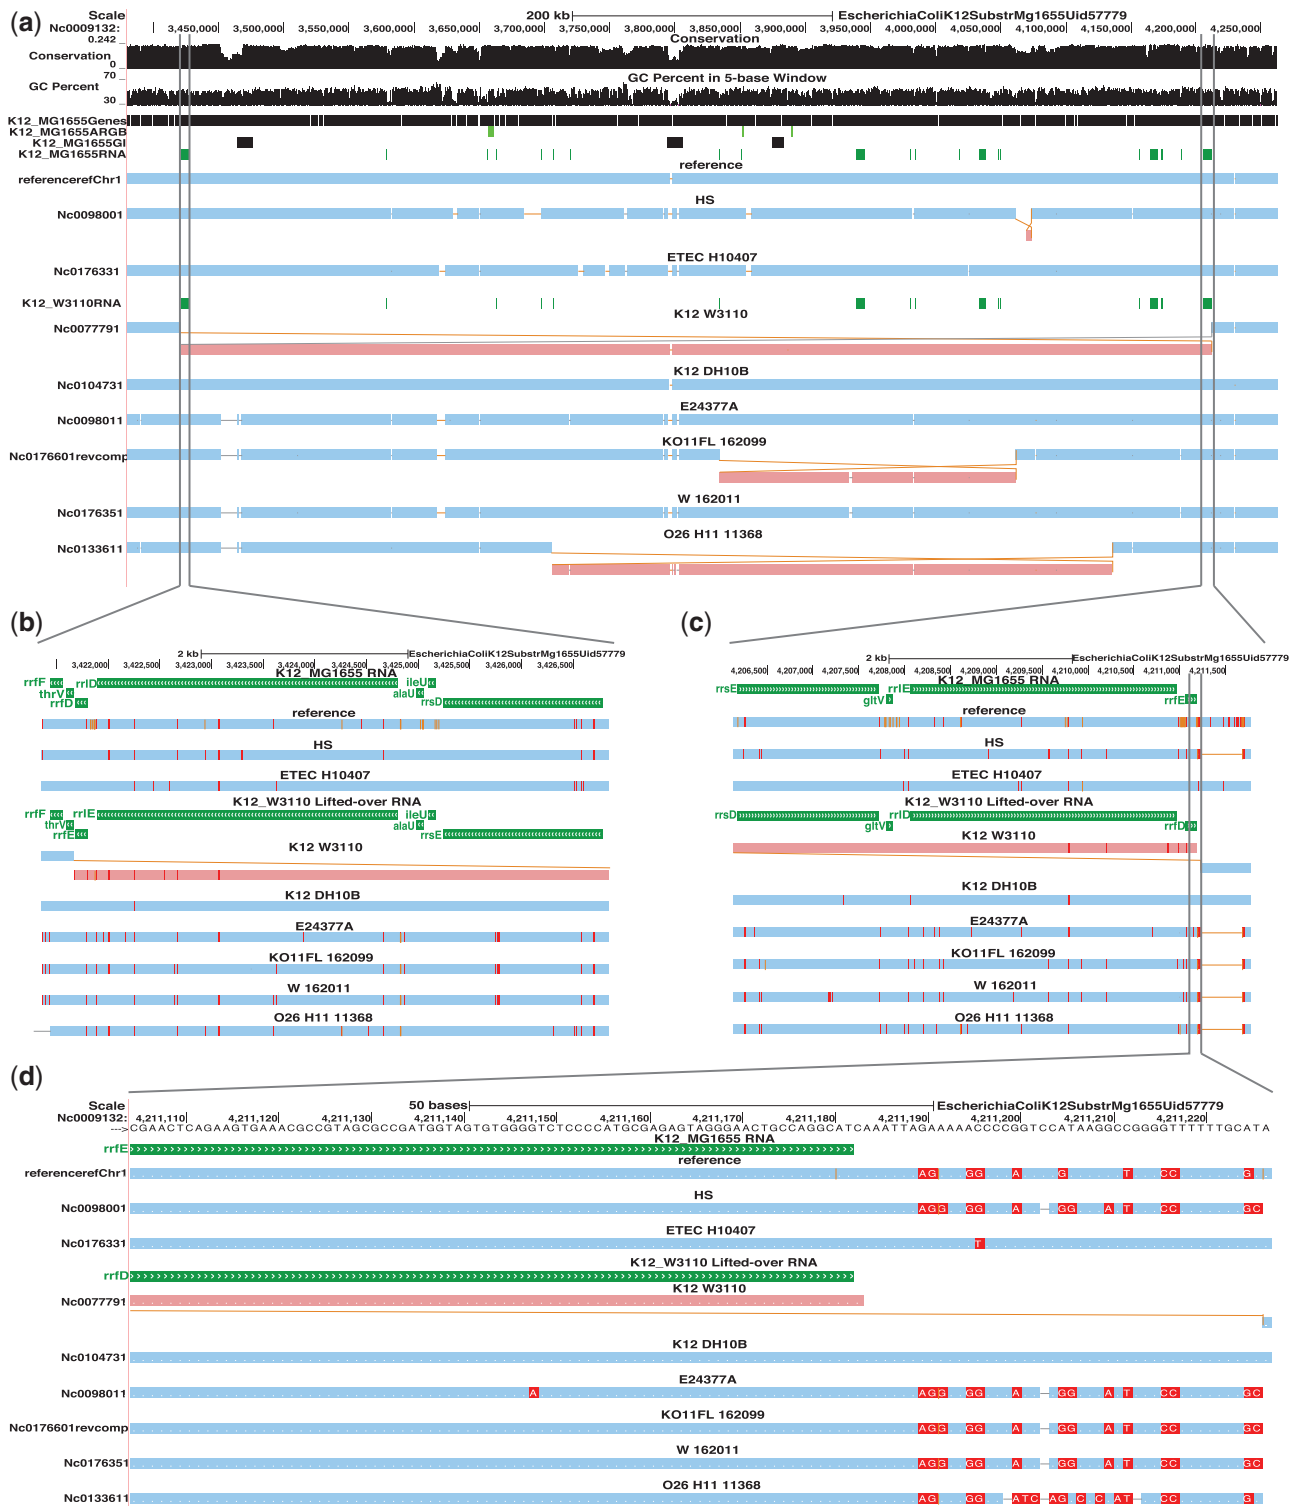 (a)
Scale 200 kb EscherichiaColiK12SubstrMg1655Uid57779
Nc0009132: 3,450,000 3,500,000 3,550,000 3,600,000 3,650,000 3,700,000 3,750,000 3,800,000 3,850,000 3,900,000 3,950,000 4,000,000 4,050,000 4,100,000 4,150,000 4,200,000 4,250,000
Conservation
0.242 _
Conservation
0 _
70 _ GC Percent in 5-base Window
GC Percent
30 _
K12_MG1655Genes
K12_MG1655ARGB
K12_MG1655GI
K12_MG1655RNA
reference
referencerefChr1
HS
Nc0098001
ETEC H10407
Nc0176331
K12_W3110RNA
K12 W3110
Nc0077791
K12 DH10B
Nc0104731
E24377A
Nc0098011
KO11FL 162099
Nc0176601revcomp
W 162011
Nc0176351
O26 H11 11368
Nc0133611
(b)
2 kb EscherichiaColiK12SubstrMg1655Uid57779
3,422,000 3,422,500 3,423,000 3,423,500 3,424,000 3,424,500 3,425,000 3,425,500 3,426,000 3,426,500
K12_MG1655 RNA
rrfF rrlD ileU
thrV alaU
rrfD rrsD
reference
HS
ETEC H10407
K12_W3110 Lifted-over RNA
rrfF rrlE ileU
thrV alaU
rrfE rrsE
K12 W3110
K12 DH10B
E24377A
KO11FL 162099
W 162011
O26 H11 11368
(c)
2 kb EscherichiaColiK12SubstrMg1655Uid57779
4,206,500 4,207,000 4,207,500 4,208,000 4,208,500 4,209,000 4,209,500 4,210,000 4,210,500 4,211,000 4,211,500
K12_MG1655 RNA
rrsE rrlE
gltV rrfE
reference
HS
ETEC H10407
K12_W3110 Lifted-over RNA
rrsD rrlD
gltV rrfD
K12 W3110
K12 DH10B
E24377A
KO11FL 162099
W 162011
O26 H11 11368
(d)
Scale 50 bases EscherichiaColiK12SubstrMg1655Uid57779
Nc0009132: 4,211,110 4,211,120 4,211,130 4,211,140 4,211,150 4,211,160 4,211,170 4,211,180 4,211,190 4,211,200 4,211,210 4,211,220
---> CGAACTCAGAAGTGAAACGCCGTAGCGCCGATGGTAGTGTGGGGTCTCCCCATGCGAGAGTAGGGAACTGCCAGGCATCAAATTAGAAAAACCCCGGTCCATAAGGCCGGGGTTTTTTGCATA
K12_MG1655 RNA
rrfE
reference
referencerefChr1 AG GG A G T CC G
HS
Nc0098001 AGG GG A GG A T CC GC
ETEC H10407
Nc0176331 T
K12_W3110 Lifted-over RNA
rrfD
K12 W3110
Nc0077791
K12 DH10B
Nc0104731
E24377A
Nc0098011 A AGG GG A GG A T CC GC
KO11FL 162099
Nc0176601revcomp AGG GG A GG A T CC GC
W 162011
Nc0176351 AGG GG A GG A T CC GC
O26 H11 11368
Nc0133611 AG GG ATC AG C C AT CC G